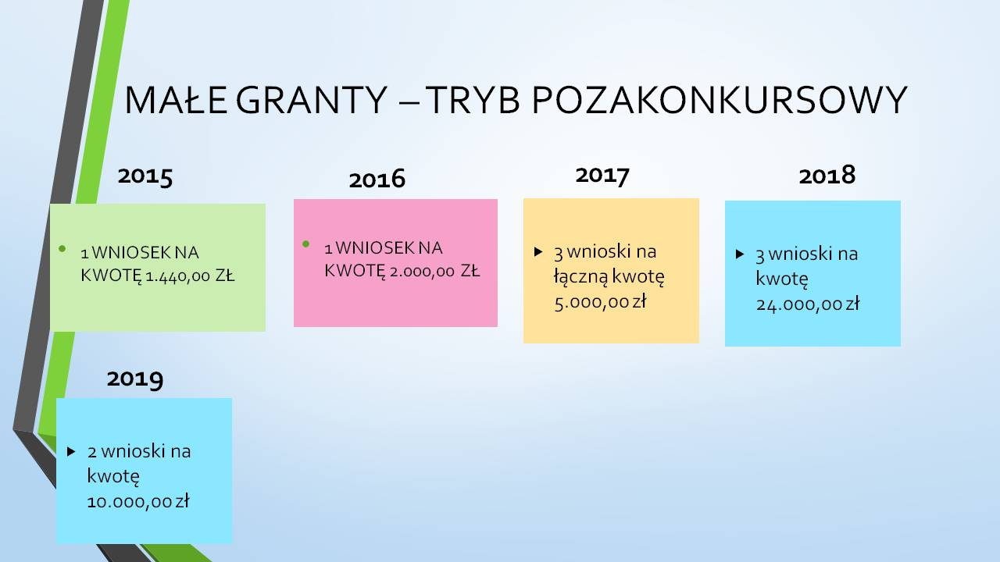 MAŁE GRANTY – TRYB POZAKONKURSOWY
2015
• 1 WNIOSEK NA
KWOTĘ 1.440,00 ZŁ
2016
• 1 WNIOSEK NA
KWOTĘ 2.000,00 ZŁ
2017
3 wnioski na
łączną kwotę
5.000,00 zł
2018
3 wnioski na
kwotę
24.000,00 zł
2019
2 wnioski na
kwotę
10.000,00 zł